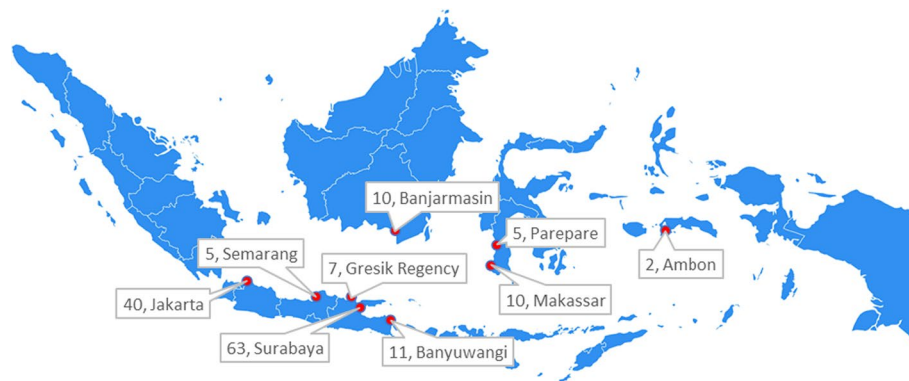 10, Banjarmasin
5, Parepare
5, Semarang
7, Gresik Regency
2, Ambon
40, Jakarta
10, Makassar
63, Surabaya
11, Banyuwangi